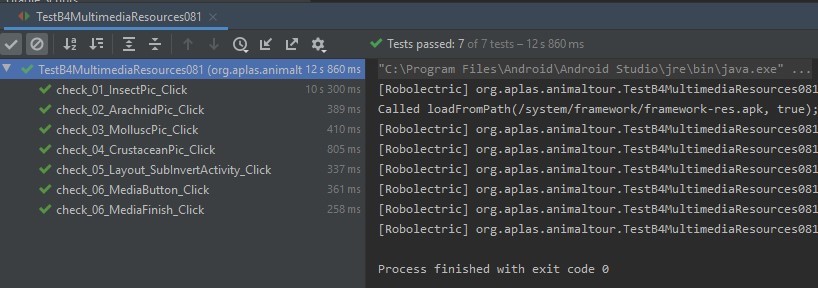 TestB4MultimediaResources081
Tests passed: 7 of 7 tests – 12 s 860 ms
TestB4MultimediaResources081 (org.aplas.animalt 12 s 860 ms
check_01_InsectPic_Click 10 s 300 ms
check_02_ArachnidPic_Click 389 ms
check_03_MolluscPic_Click 410 ms
check_04_CrustaceanPic_Click 805 ms
check_05_Layout_SubInvertActivity_Click 337 ms
check_06_MediaButton_Click 361 ms
check_06_MediaFinish_Click 258 ms
"C:\Program Files\Android\Android Studio\jre\bin\java.exe" ...
[Robolectric] org.aplas.animaltour.TestB4MultimediaResources081
Called loadFromPath(/system/framework/framework-res.apk, true);
[Robolectric] org.aplas.animaltour.TestB4MultimediaResources081
[Robolectric] org.aplas.animaltour.TestB4MultimediaResources081
[Robolectric] org.aplas.animaltour.TestB4MultimediaResources081
[Robolectric] org.aplas.animaltour.TestB4MultimediaResources081
[Robolectric] org.aplas.animaltour.TestB4MultimediaResources081
[Robolectric] org.aplas.animaltour.TestB4MultimediaResources081
Process finished with exit code 0